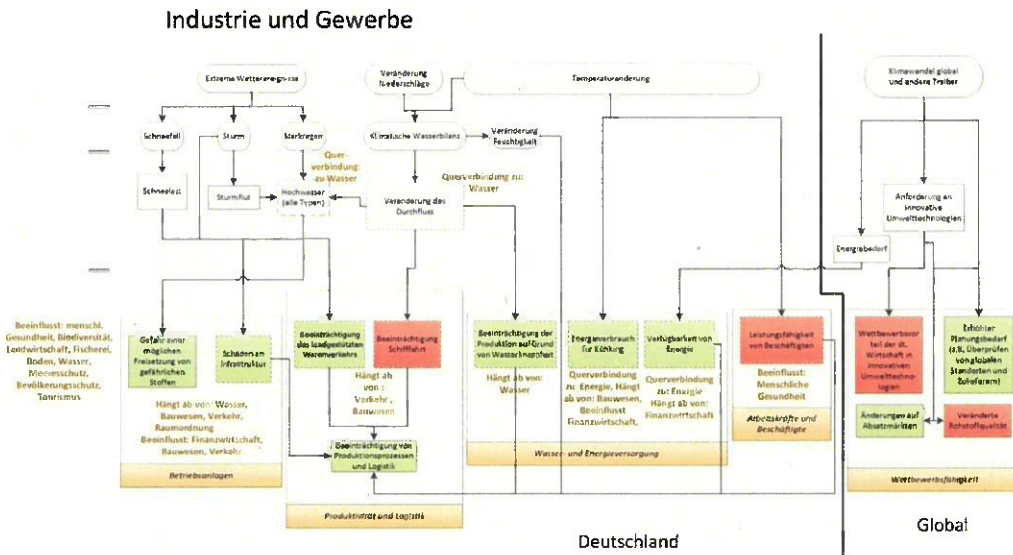 Industrie und Gewerbe
Extreme Wetterereignisse
Veränderung
Niederschläge
Temperaturänderung
Klimawandel global
und andere Treiber
Schneefall
Sturm
Starkregen
Klimatische Wasserbilanz
Veränderung
Feuchtigkeit
Quer-
verbindung:
zu Wasser
Querverbindung zu:
Wasser
Schneelast
Sturmflut
Hochwasser
(alle Typen)
Veränderung des
Durchfluss
Anforderung an
innovative
Umwelttechnologien
Energiebedarf
Beeinflusst: menschl.
Gesundheit, Biodiversität,
Landwirtschaft, Fischerei,
Boden, Wasser,
Meeresschutz,
Bevölkerungsschutz,
Tourismus
Gefahr einer
möglichen
Freisetzung von
gefährlichen
Stoffen
Schäden an
Infrastruktur
Beeinträchtigung
des landgestützten
Warenverkehrs
Beeinträchtigung
Schifffahrt
Beeinträchtigung der
Produktion aufGrund
von Wasserknappheit
Energieverbrauch
für Kühlung
Verfügbarkeit von
Energie
Leistungsfähigkeit
von Beschäftigten
Wettbewerbsvor
teil der dt.
Wirtschaft in
innovativen
Umwelttechno-
logien
Erhöhter
Planungsbedarf
(z.B. Überprüfen
von globalen
Standorten und
Zulieferern)
Hängt ab von: Wasser,
Bauwesen, Verkehr,
Raumordnung
Beeinflusst: Finanzwirtschaft,
Bauwesen, Verkehr
Hängt ab
von :
Verkehr ,
Bauwesen
Hängt ab von:
Wasser
Querverbindung
zu: Energie, Hängt
ab von: Bauwesen,
Beeinflusst
Finanzwirtschaft,
Querverbindung
zu: Energie
Hängt ab von:
Finanzwirtschaft
Beeinflusst:
Menschliche
Gesundheit
Änderungen auf
Absatzmärkten
Veränderte
Rohstoffqualität
Arbeitskräfte und
Beschäftigte
Beeinträchtigung von
Produktionsprozessen
und Logistik
Wasser- und Energieversorgung
Betriebsanlagen
Wettbewerbsfähigkeit
Produktivität und Logistik
Deutschland
Global